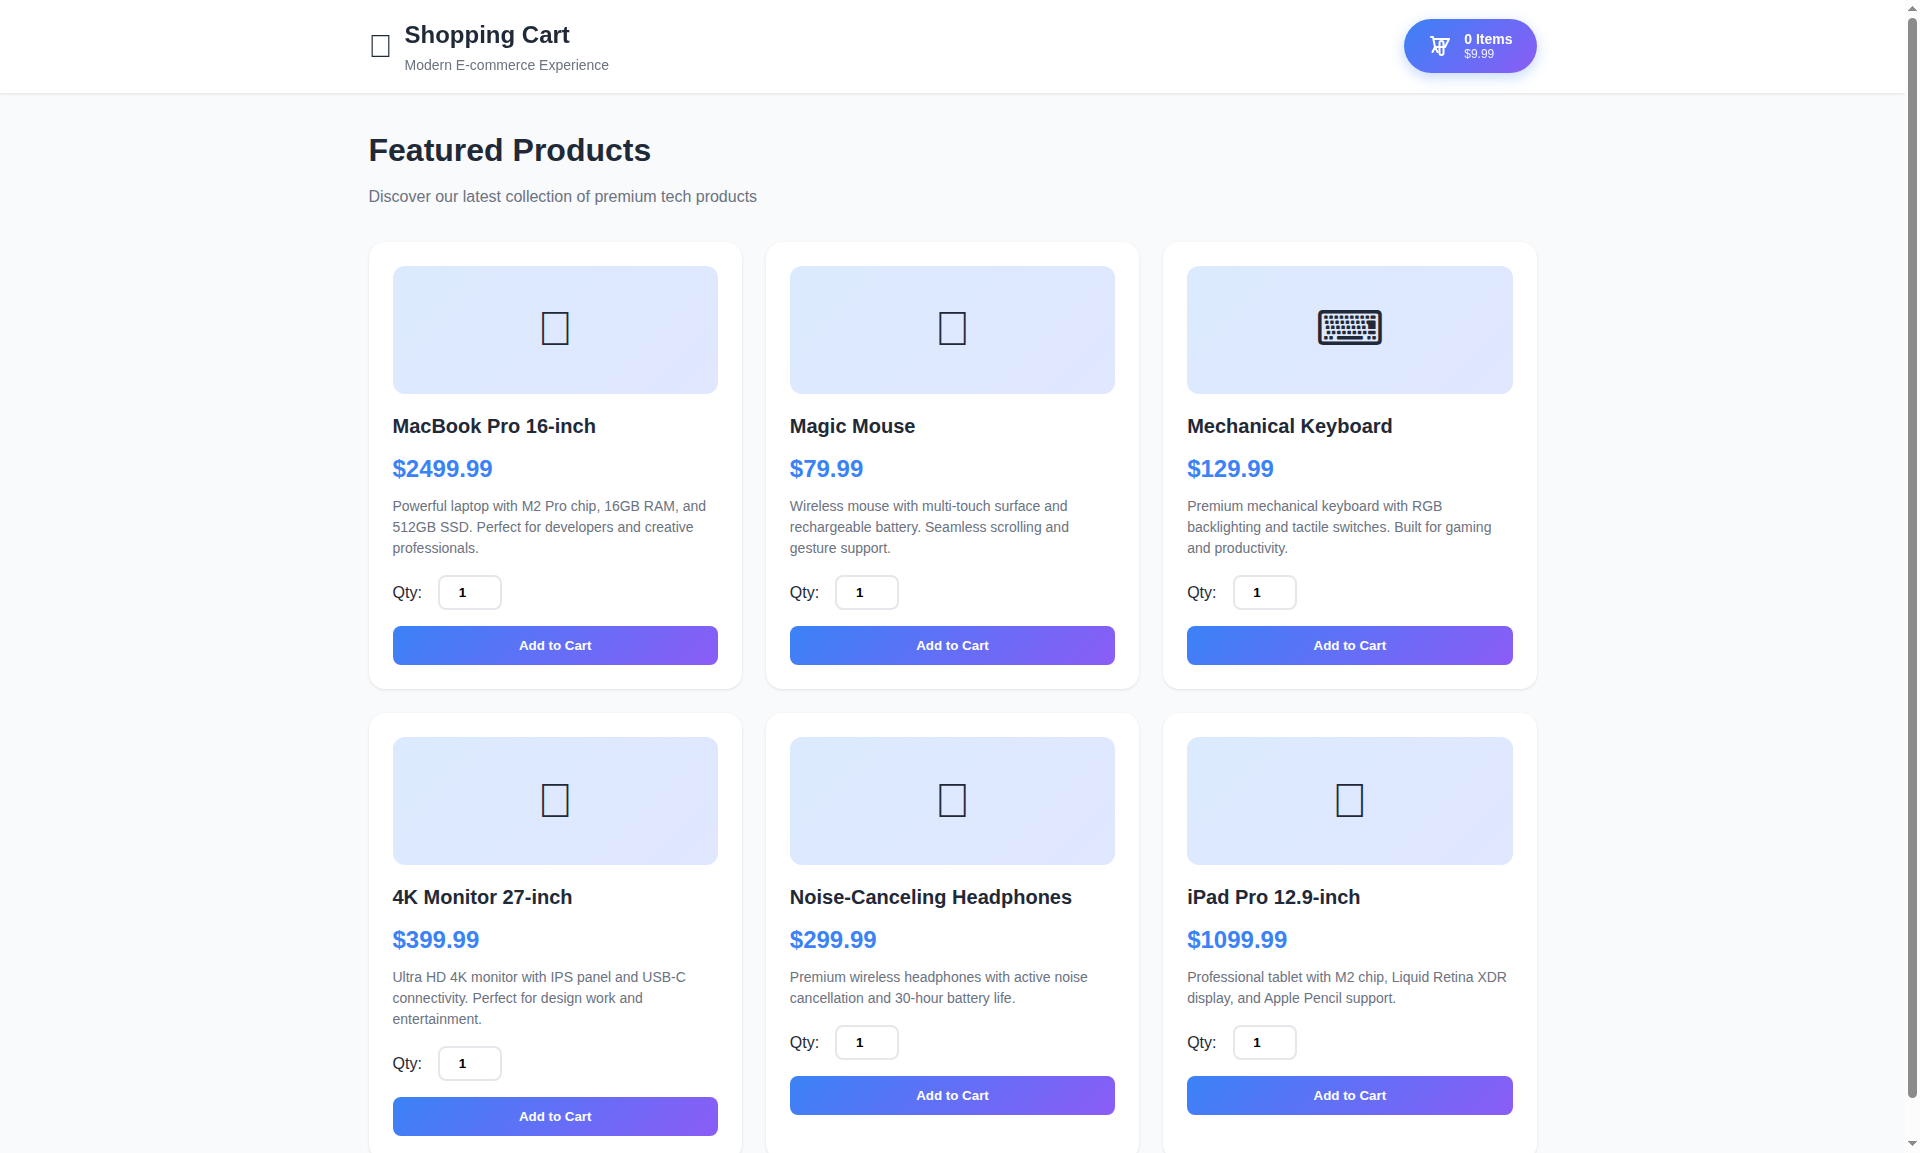 Shopping Cart
Modern E-commerce Experience
0 Items
$9.99
Featured Products
Discover our latest collection of premium tech products
MacBook Pro 16-inch
$2499.99
Powerful laptop with M2 Pro chip, 16GB RAM, and
512GB SSD. Perfect for developers and creative
professionals.
Qty: 1
Add to Cart
Magic Mouse
$79.99
Wireless mouse with multi-touch surface and
rechargeable battery. Seamless scrolling and
gesture support.
Qty: 1
Add to Cart
Mechanical Keyboard
$129.99
Premium mechanical keyboard with RGB
backlighting and tactile switches. Built for gaming
and productivity.
Qty: 1
Add to Cart
4K Monitor 27-inch
$399.99
Ultra HD 4K monitor with IPS panel and USB-C
connectivity. Perfect for design work and
entertainment.
Qty: 1
Add to Cart
Noise-Canceling Headphones
$299.99
Premium wireless headphones with active noise
cancellation and 30-hour battery life.
Qty: 1
Add to Cart
iPad Pro 12.9-inch
$1099.99
Professional tablet with M2 chip, Liquid Retina XDR
display, and Apple Pencil support.
Qty: 1
Add to Cart